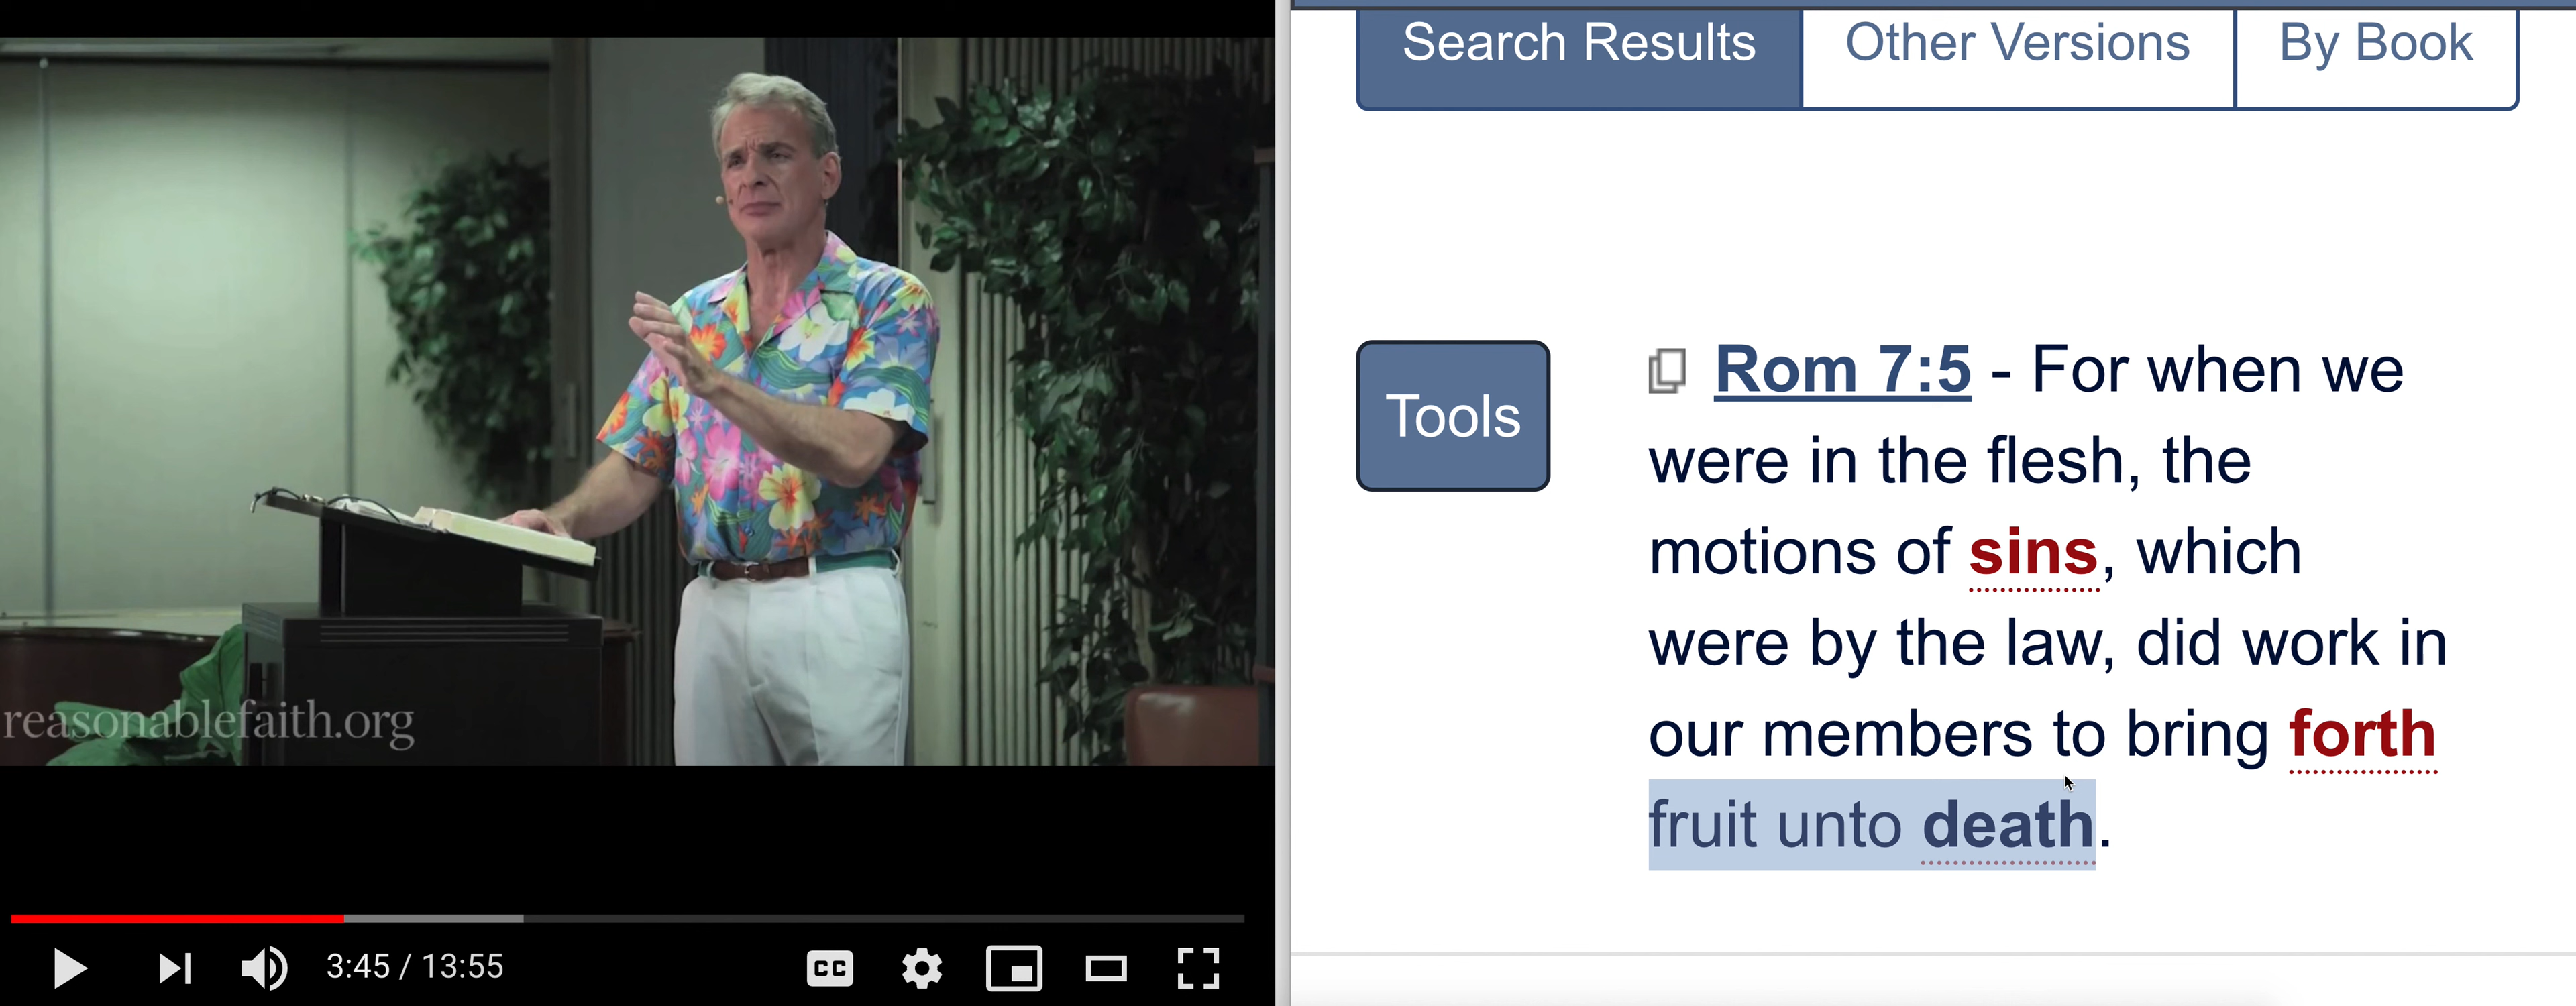 reasonablefaith.org
3:45 / 13:55
CC
Search Results
Other Versions
By Book
Tools
Rom 7:5 - For when we
were in the flesh, the
motions of sins, which
were by the law, did work in
our members to bring forth
fruit unto death.